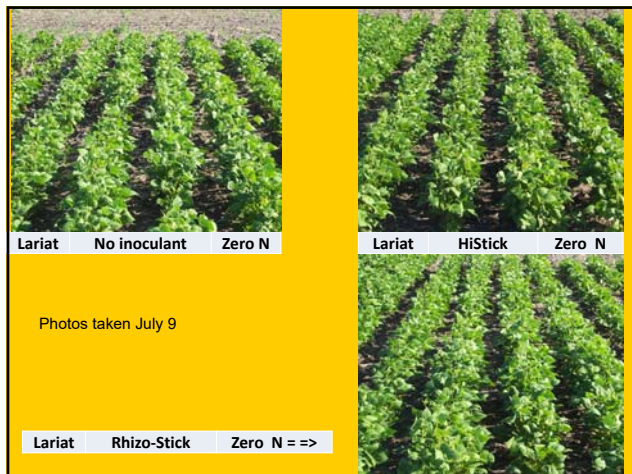 Lariat No inoculant Zero N
Lariat HiStick Zero N
Photos taken July 9
Lariat Rhizo-Stick Zero N = =>